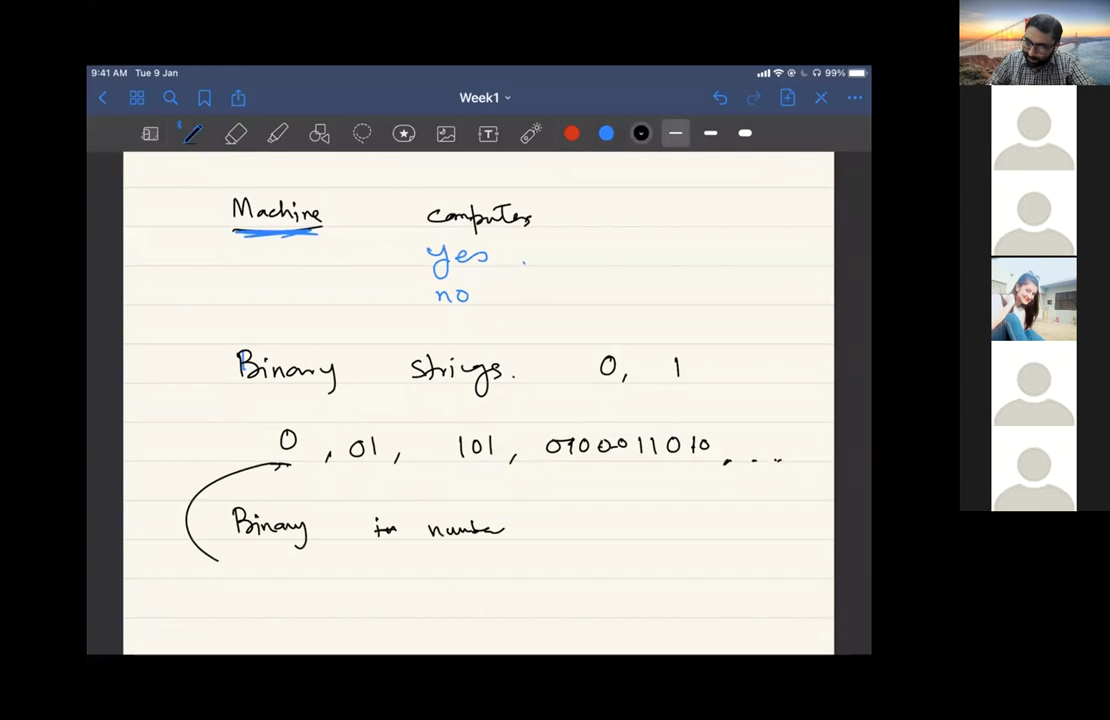 9:41 AM Tue 9 Jan 99%
Week1
Machine computers
yes .
no
Binary strings. 0, 1
0 , 01 , 101 , 0100011010 , ...
Binary in number